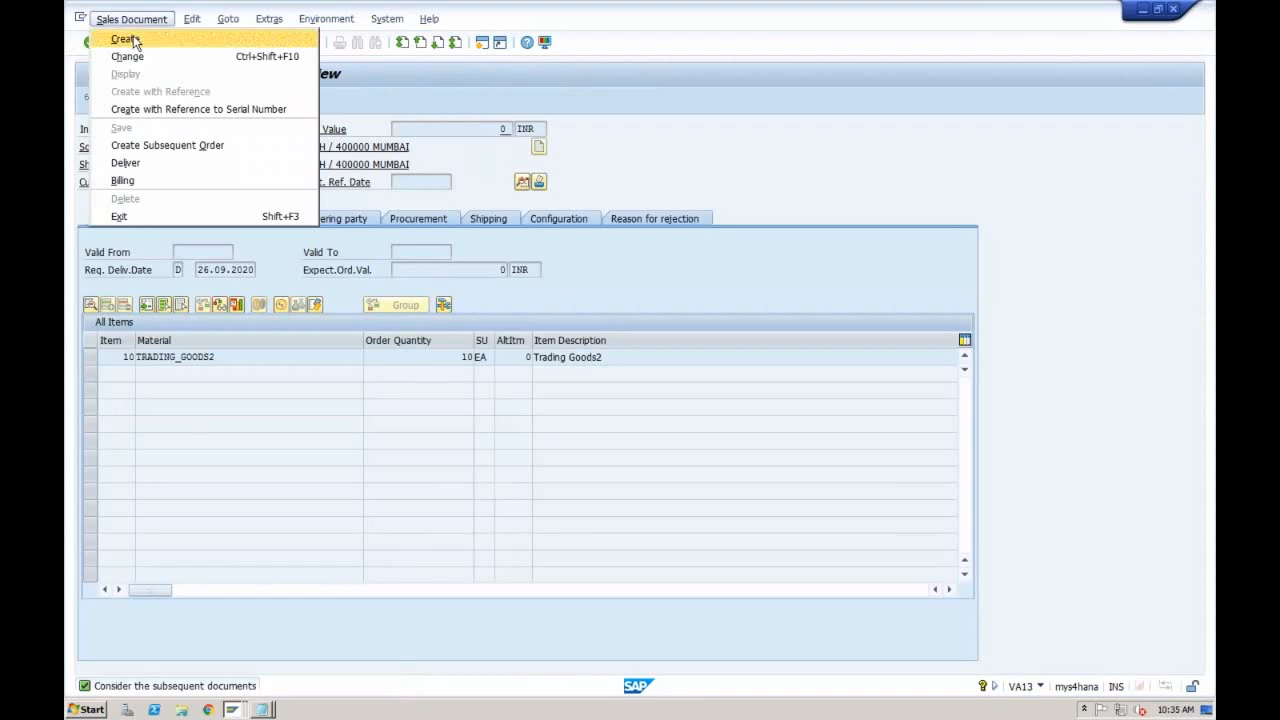 Sales Document Edit Goto Extras Environment System Help
Create
Change Ctrl+Shift+F10
Display
Create with Reference
Create with Reference to Serial Number
Save
Create Subsequent Order
Deliver
Billing
Delete
Exit Shift+F3
Value 0 INR
H / 400000 MUMBAI
H / 400000 MUMBAI
Ref. Date
party Procurement Shipping Configuration Reason for rejection
Valid From Valid To
Req. Deliv.Date D 26.09.2020 Expect.Ord.Val. 0 INR
Group
All Items
Item Material Order Quantity SU AltItm Item Description
10 TRADING_GOODS2 10 EA 0 Trading Goods2
Consider the subsequent documents SAP VA13 mys4hana INS
Start 10:35 AM